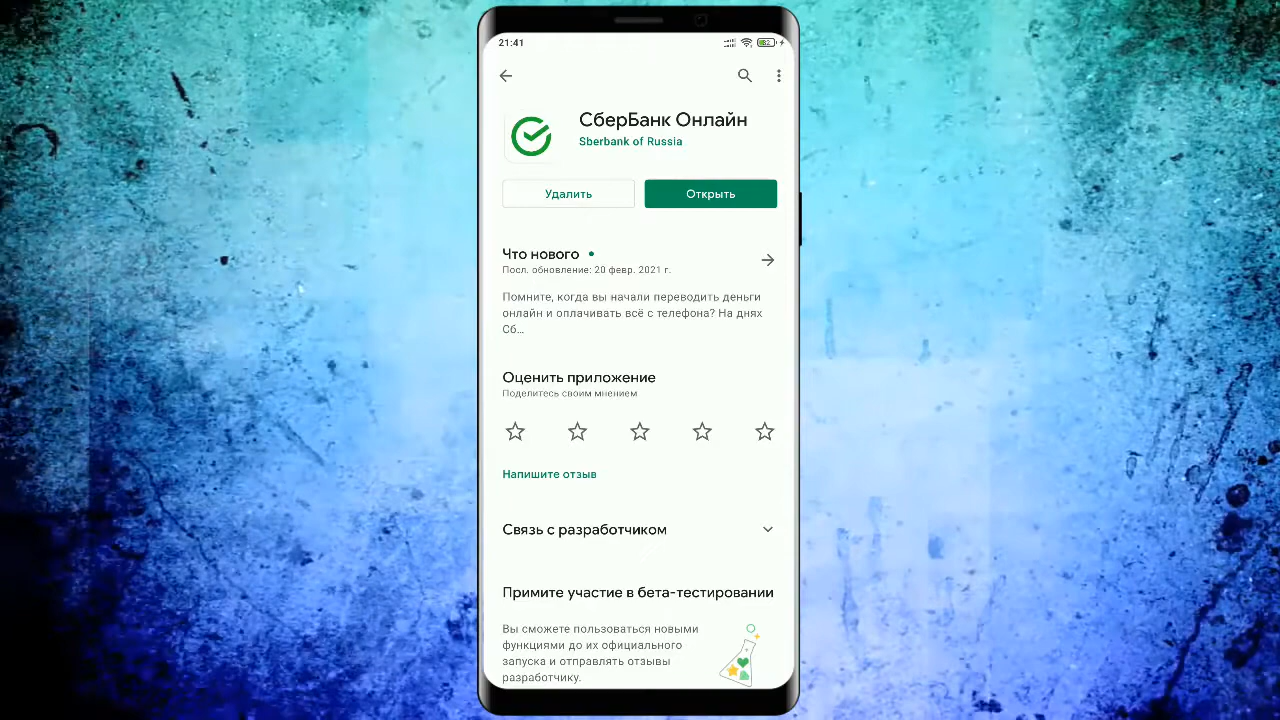 21:41
82
СберБанк Онлайн
Sberbank of Russia
Удалить
Открыть
Что нового
Посл. обновление: 20 февр. 2021 г.
Помните, когда вы начали переводить деньги
онлайн и оплачивать всё с телефона? На днях
Сб...
Оценить приложение
Поделитесь своим мнением
Напишите отзыв
Связь с разработчиком
Примите участие в бета-тестировании
Вы сможете пользоваться новыми
функциями до их официального
запуска и отправлять отзывы
разработчику.